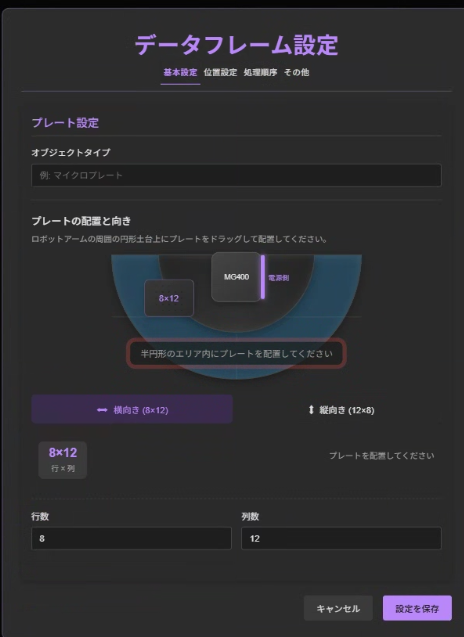 データフレーム設定
基本設定 位置設定 処理順序 その他
プレート設定
オブジェクトタイプ
例: マイクロプレート
プレートの配置と向き
ロボットアームの周囲の円形土台上にプレートをドラッグして配置してください。
MG400 電源側
8×12
半円形のエリア内にプレートを配置してください
横向き (8×12) 縦向き (12×8)
8×12
行 × 列
プレートを配置してください
行数 列数
8 12
キャンセル 設定を保存